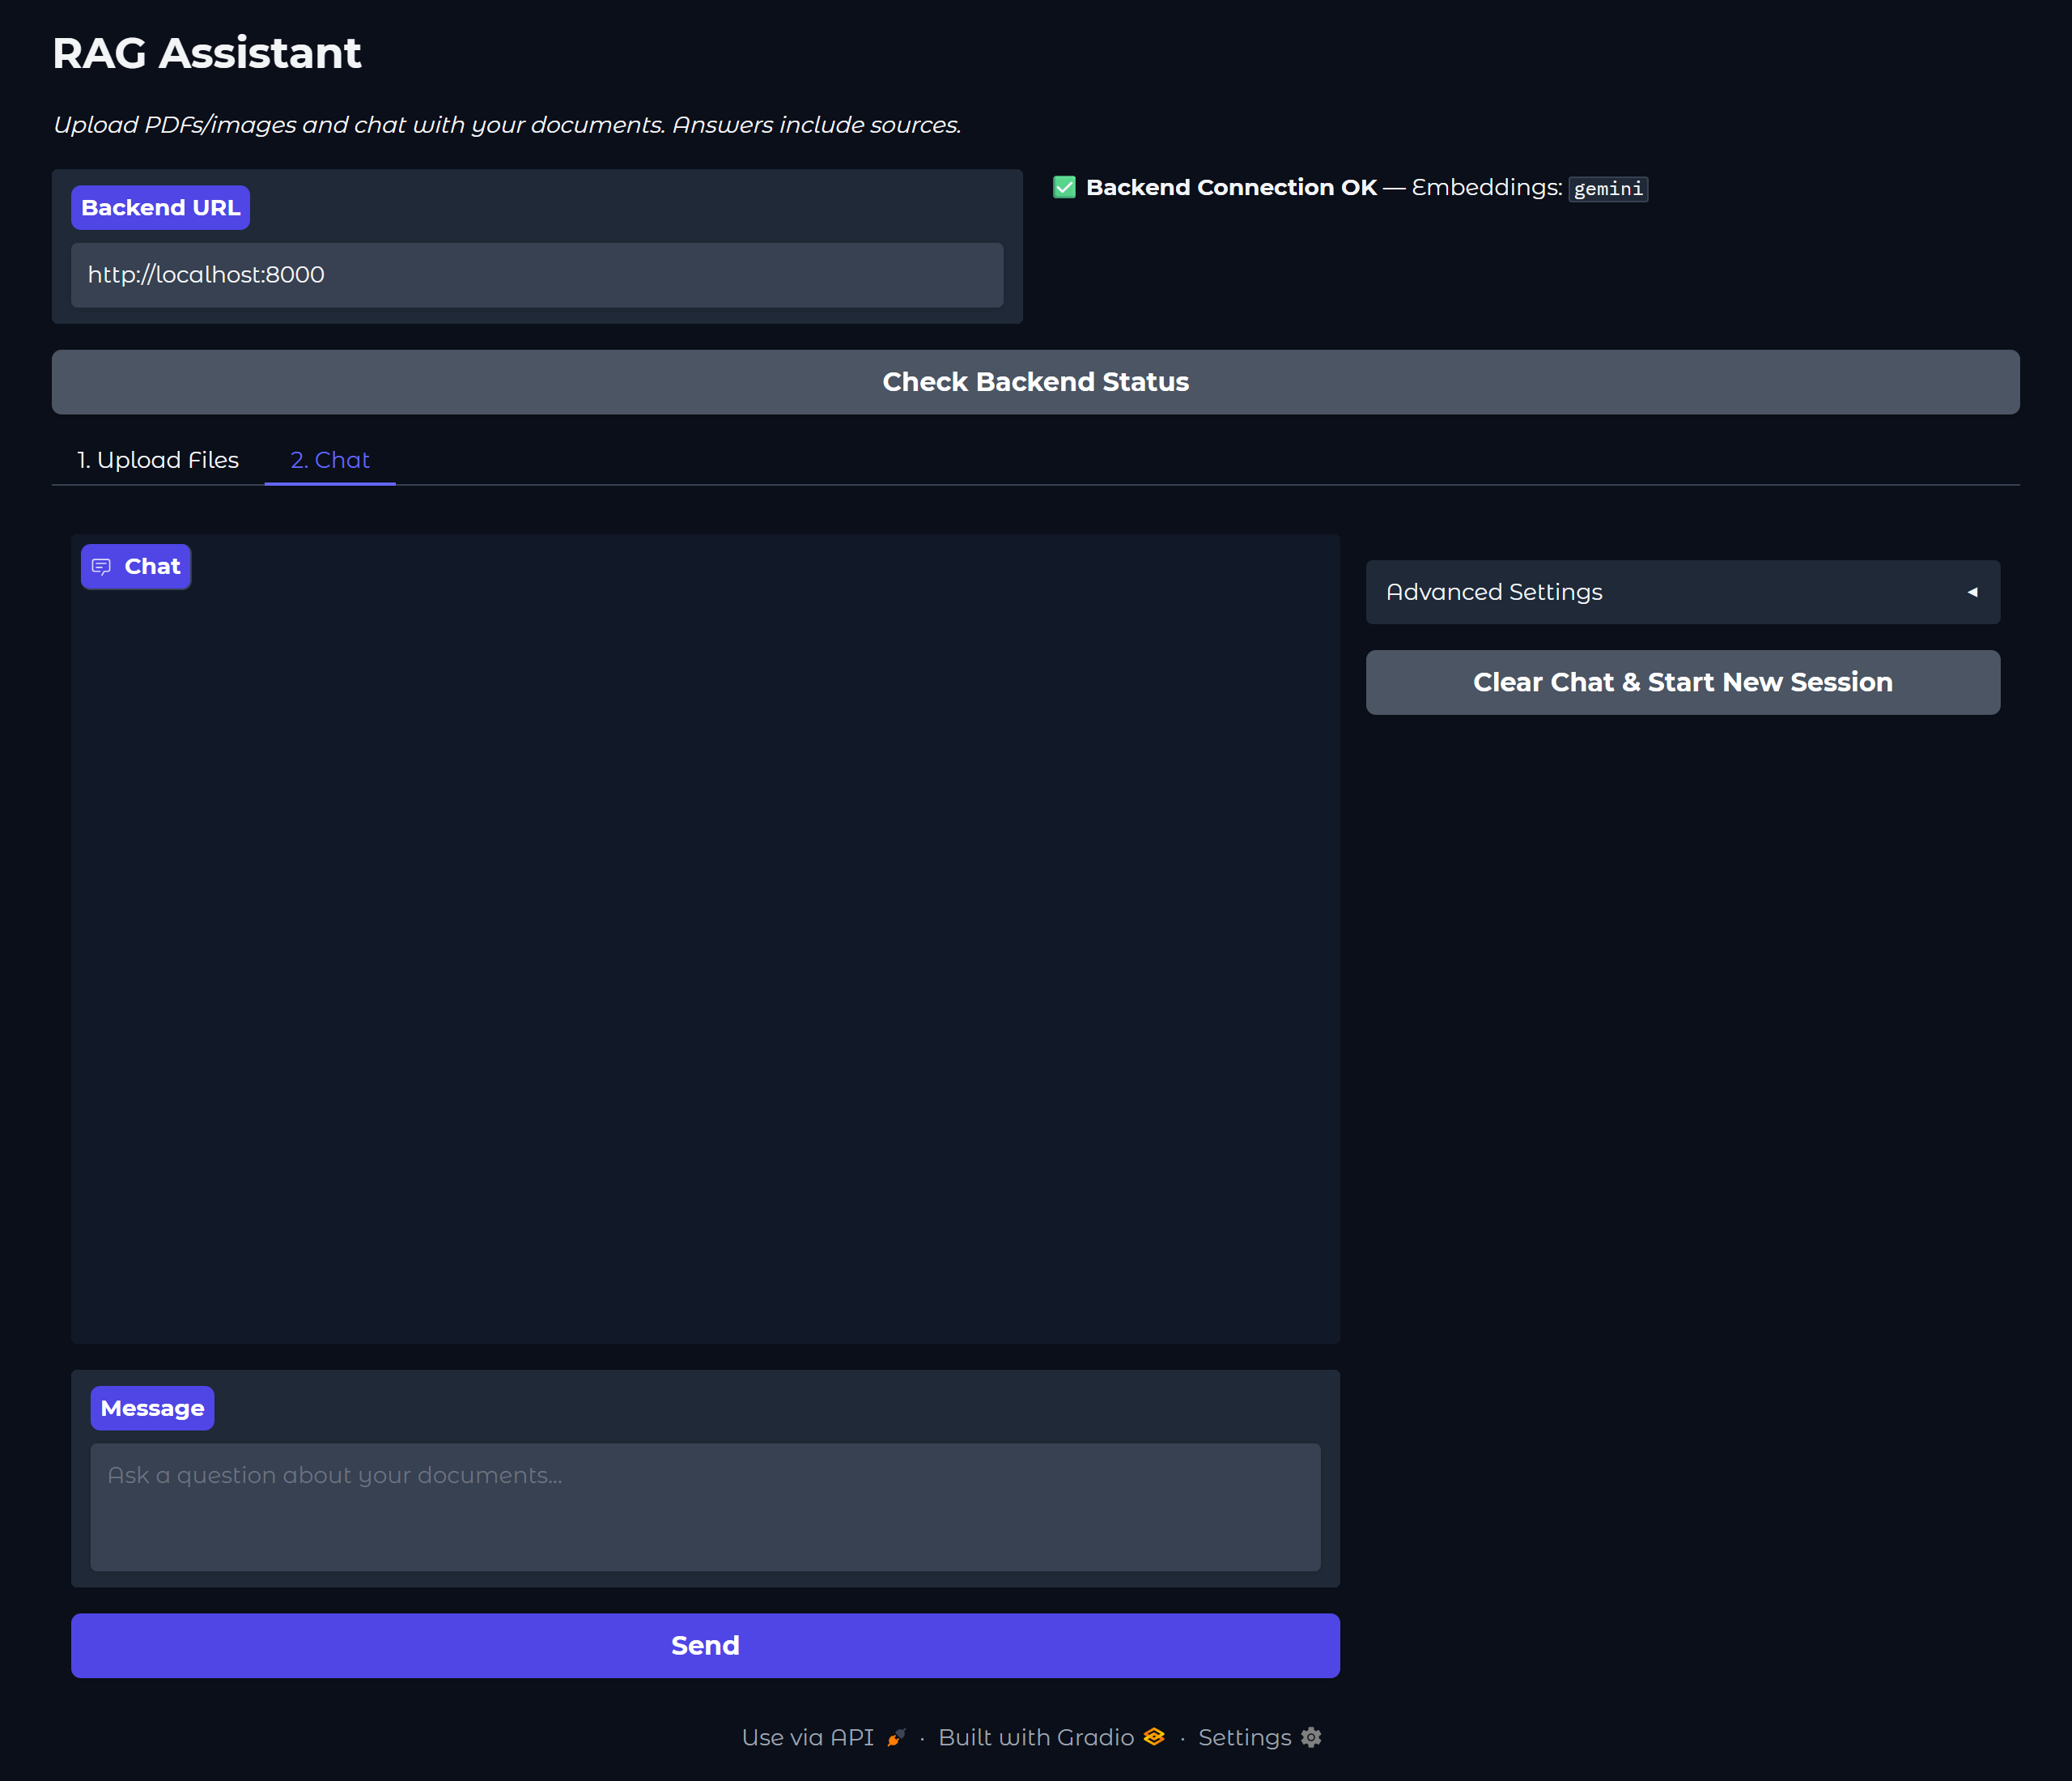 RAG Assistant
Upload PDFs/images and chat with your documents. Answers include sources.
Backend URL
http://localhost:8000
✅ Backend Connection OK — Embeddings: gemini
Check Backend Status
1. Upload Files
2. Chat
Chat
Advanced Settings
Clear Chat & Start New Session
Message
Ask a question about your documents...
Send
Use via API · Built with Gradio · Settings